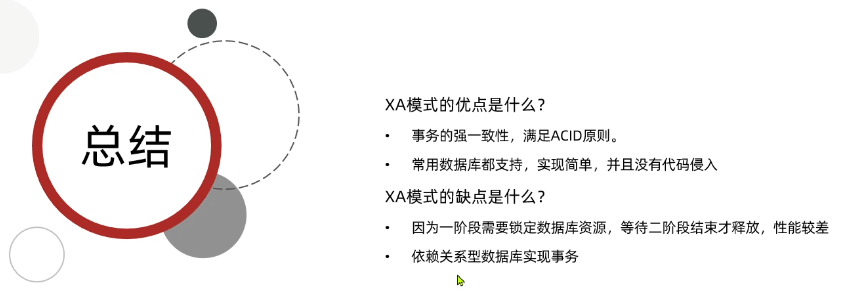 总结
XA模式的优点是什么？
• 事务的强一致性，满足ACID原则。
• 常用数据库都支持，实现简单，并且没有代码侵入
XA模式的缺点是什么？
• 因为一阶段需要锁定数据库资源，等待二阶段结束才释放，性能较差
• 依赖关系型数据库实现事务